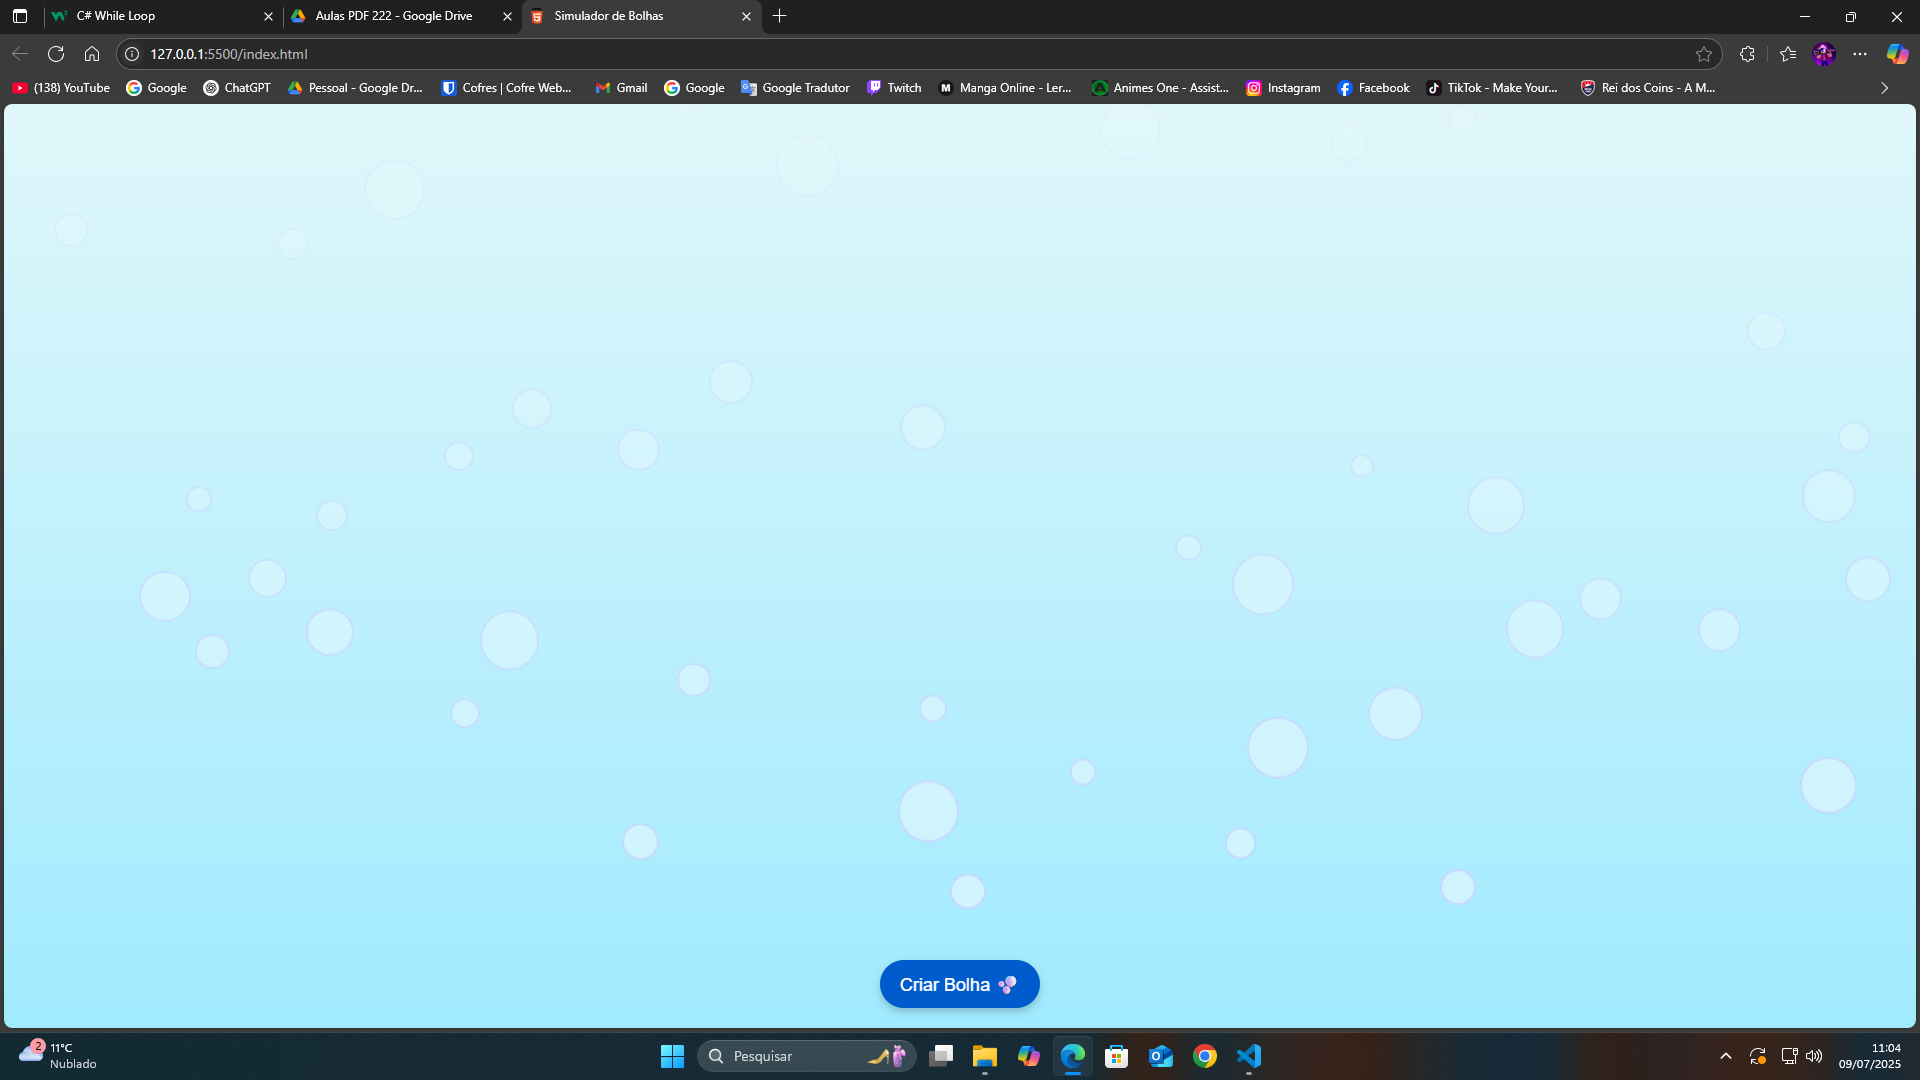 C# While Loop
Aulas PDF 222 - Google Drive
Simulador de Bolhas
127.0.0.1:5500/index.html
(138) YouTube
Google
ChatGPT
Pessoal - Google Dr...
Cofres | Cofre Web...
Gmail
Google
Google Tradutor
Twitch
Manga Online - Ler...
Animes One - Assist...
Instagram
Facebook
TikTok - Make Your...
Rei dos Coins - A M...
Criar Bolha
2
11°C
Nublado
Pesquisar
11:04
09/07/2025